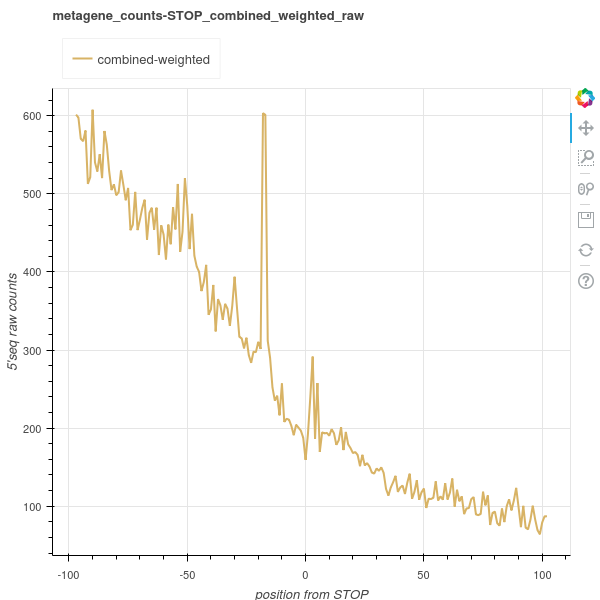 metagene_counts-STOP_combined_weighted_raw
combined-weighted
600
500
400
300
200
100
5'seq raw counts
-100
-50
0
50
100
position from STOP